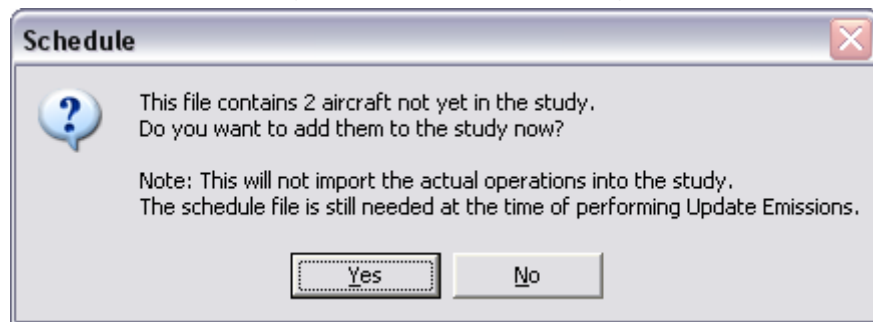 Schedule
This file contains 2 aircraft not yet in the study.
Do you want to add them to the study now?
Note: This will not import the actual operations into the study.
The schedule file is still needed at the time of performing Update Emissions.
Yes No